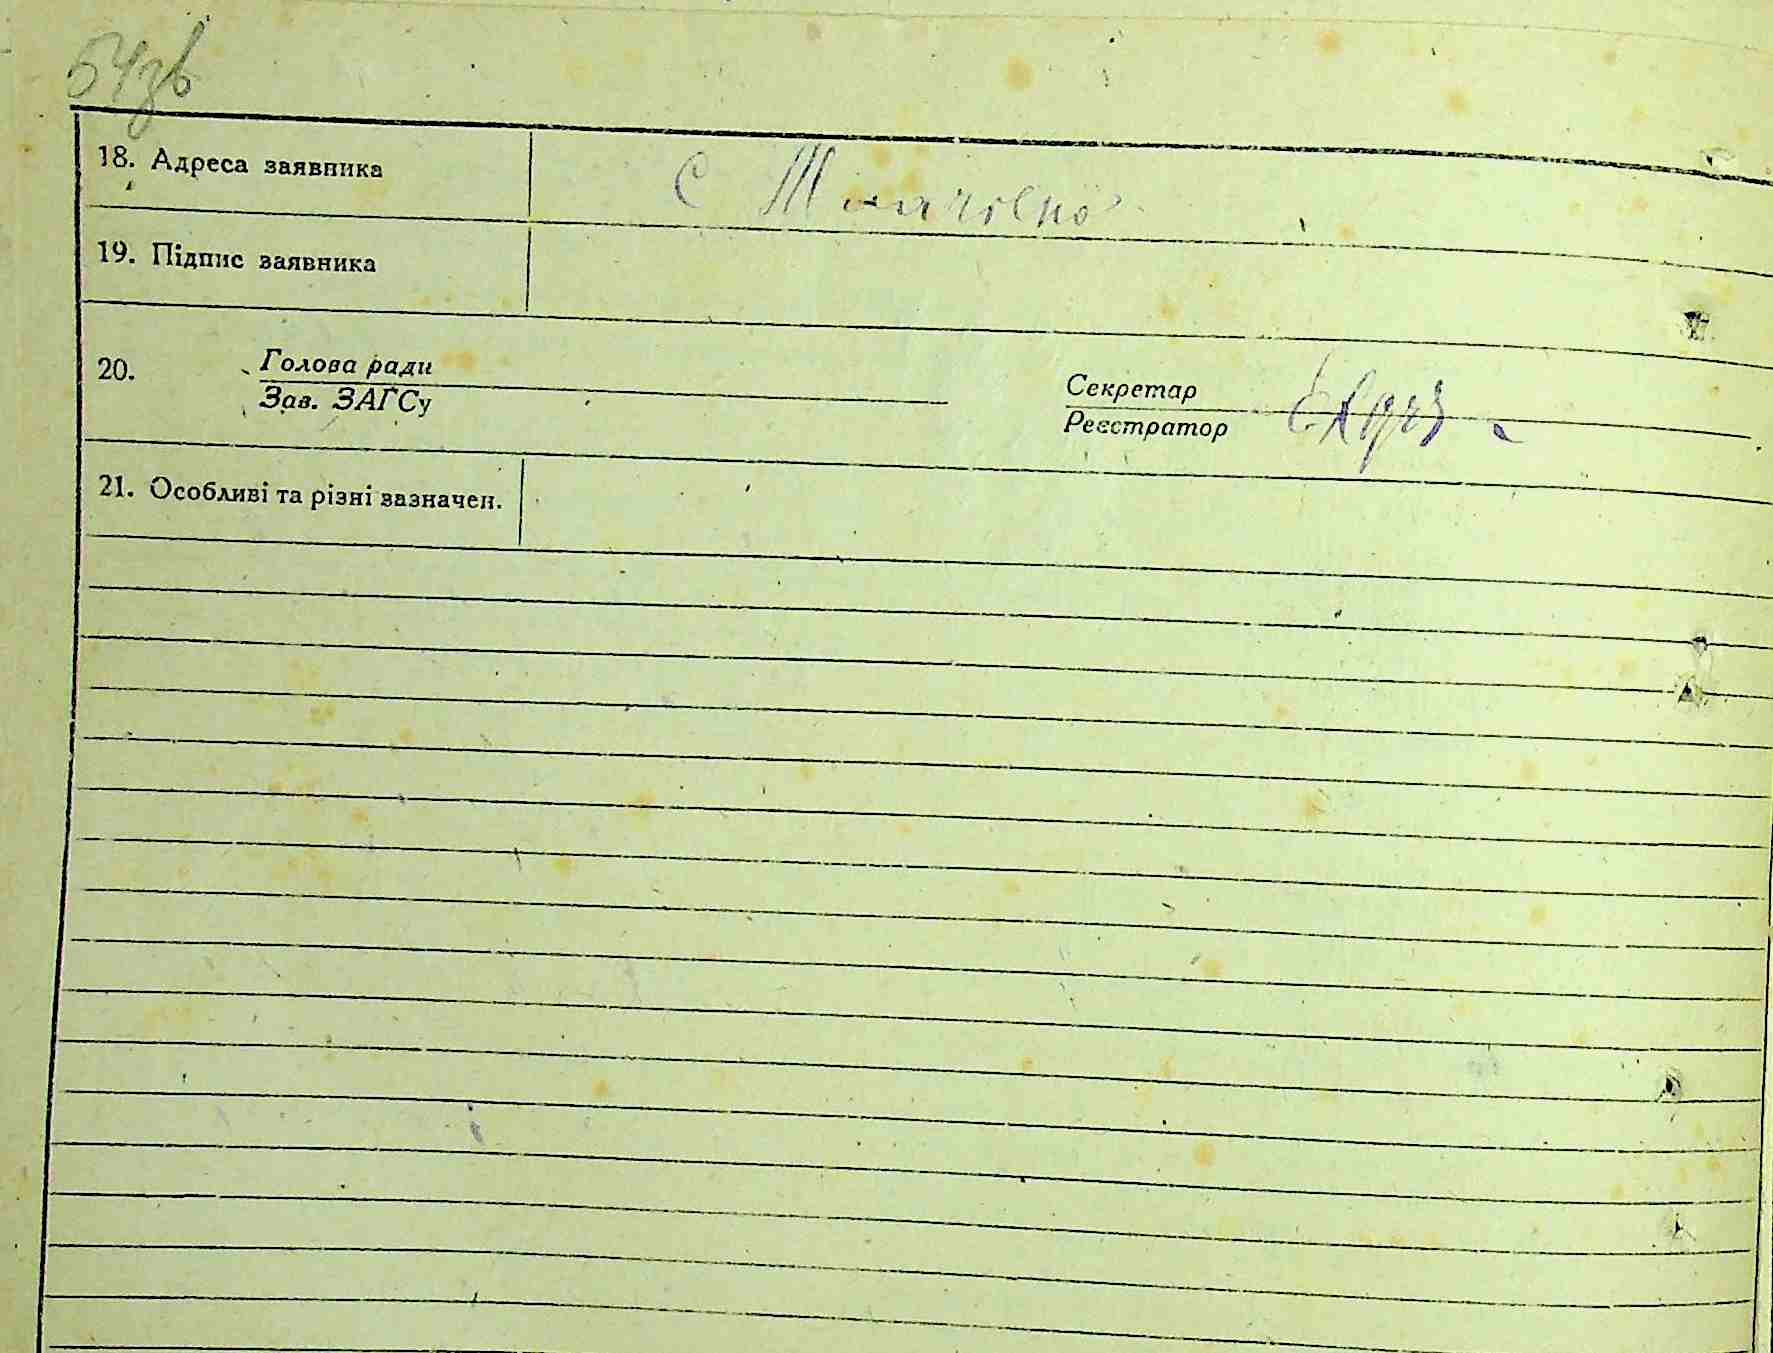 54зв
18. Адреса заявника
с
19. Підпис заявника
20. Голова ради
Зав. ЗАГСу
Секретар
Реєстратор
21. Особливі та різні зазначен.